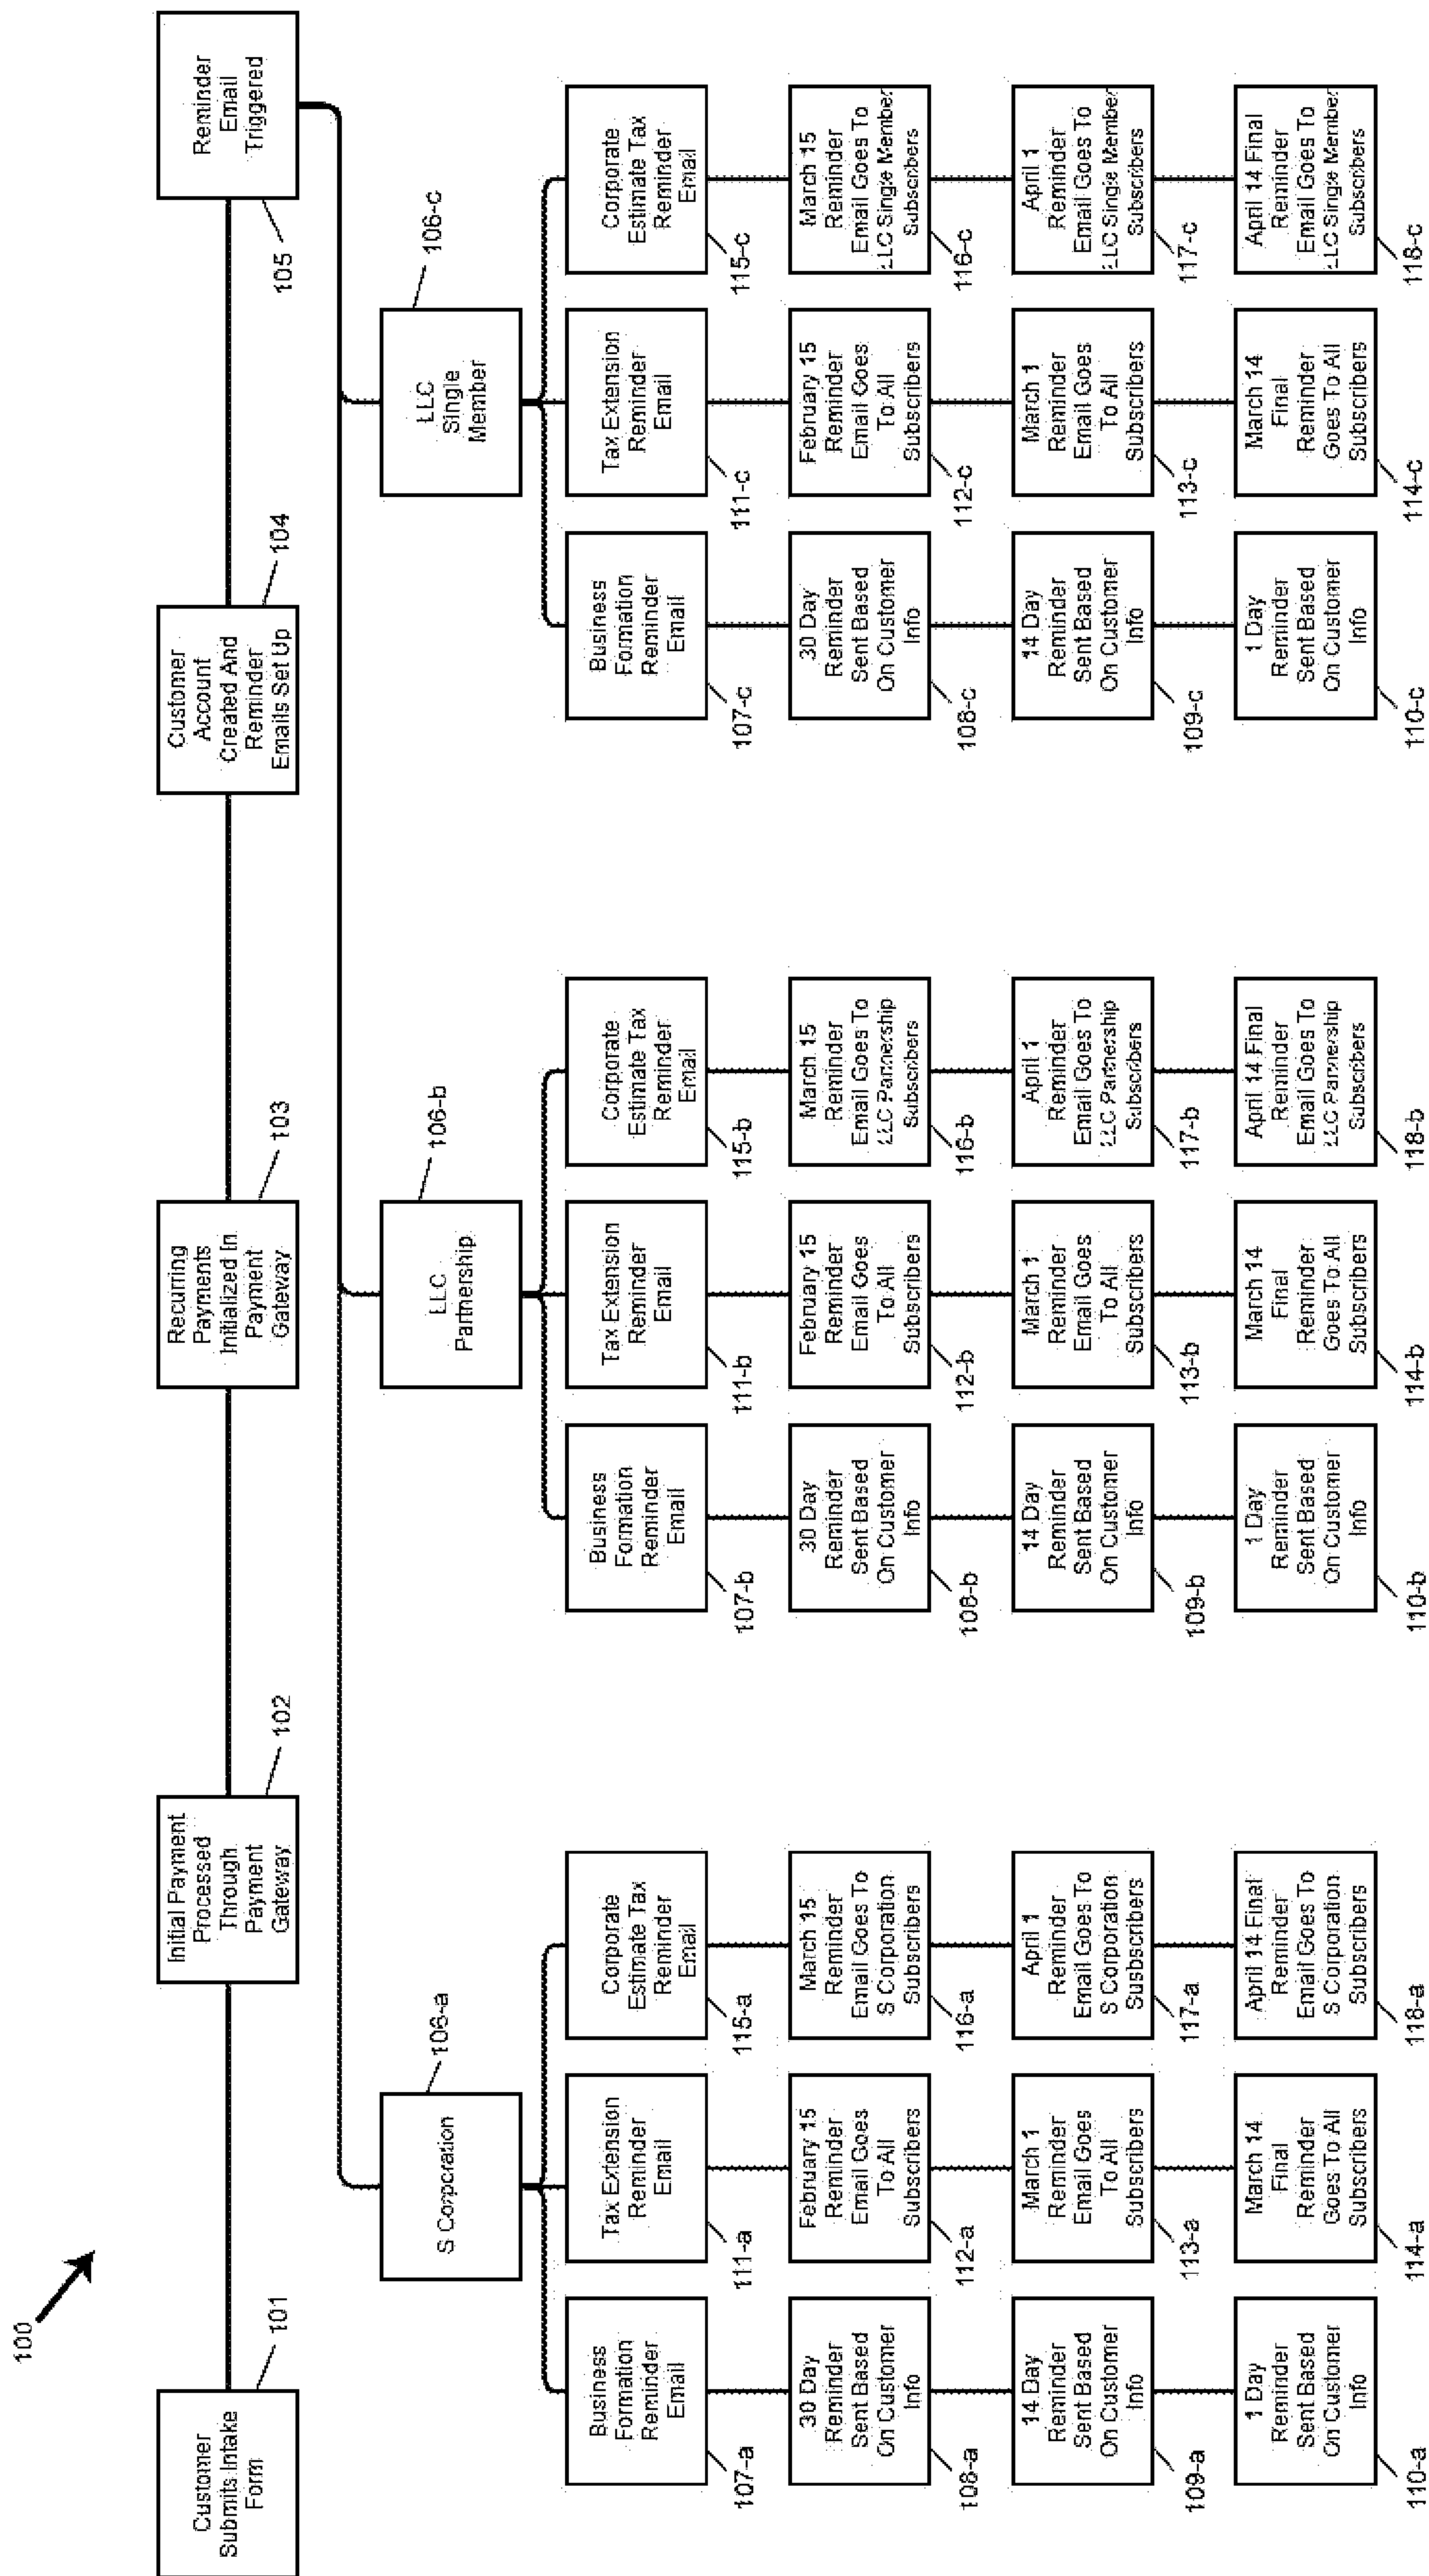 100
Customer
Submits Intake
Form
101
Initial Payment
Processed
Through
Payment
Gateway
102
Recurring
Payments
Initialized In
Payment
Gateway
103
Customer
Account
Created And
Reminder
Emails Set Up
104
Reminder
Email
Triggered
105
S Corporation
106-a
LLC
Partnership
106-b
LLC
Single
Member
106-c
Business
Formation
Reminder
Email
107-a
Tax Extension
Reminder
Email
111-a
Corporate
Estimate Tax
Reminder
Email
115-a
Business
Formation
Reminder
Email
107-b
Tax Extension
Reminder
Email
111-b
Corporate
Estimate Tax
Reminder
Email
115-b
Business
Formation
Reminder
Email
107-c
Tax Extension
Reminder
Email
111-c
Corporate
Estimate Tax
Reminder
Email
115-c
30 Day
Reminder
Sent Based
On Customer
Info
108-a
February 15
Reminder
Email Goes
To All
Subscribers
112-a
March 15
Reminder
Email Goes To
S Corporation
Subscribers
116-a
30 Day
Reminder
Sent Based
On Customer
Info
108-b
February 15
Reminder
Email Goes
To All
Subscribers
112-b
March 15
Reminder
Email Goes To
LLC Partnership
Subscribers
116-b
30 Day
Reminder
Sent Based
On Customer
Info
108-c
February 15
Reminder
Email Goes
To All
Subscribers
112-c
March 15
Reminder
Email Goes To
LLC Single Member
Subscribers
116-c
14 Day
Reminder
Sent Based
On Customer
Info
109-a
March 1
Reminder
Email Goes
To All
Subscribers
113-a
April 1
Reminder
Email Goes To
S Corporation
Susbscribers
117-a
14 Day
Reminder
Sent Based
On Customer
Info
109-b
March 1
Reminder
Email Goes
To All
Subscribers
113-b
April 1
Reminder
Email Goes To
LLC Partnership
Subscribers
117-b
14 Day
Reminder
Sent Based
On Customer
Info
109-c
March 1
Reminder
Email Goes
To All
Subscribers
113-c
April 1
Reminder
Email Goes To
LLC Single Member
Subscribers
117-c
1 Day
Reminder
Sent Based
On Customer
Info
110-a
March 14
Final
Reminder
Goes To All
Subscribers
114-a
April 14 Final
Reminder
Email Goes To
S Corporation
Subscribers
118-a
1 Day
Reminder
Sent Based
On Customer
Info
110-b
March 14
Final
Reminder
Goes To All
Subscribers
114-b
April 14 Final
Reminder
Email Goes To
LLC Partnership
Subscribers
118-b
1 Day
Reminder
Sent Based
On Customer
Info
110-c
March 14
Final
Reminder
Goes To All
Subscribers
114-c
April 14 Final
Reminder
Email Goes To
LLC Single Member
Subscribers
118-c